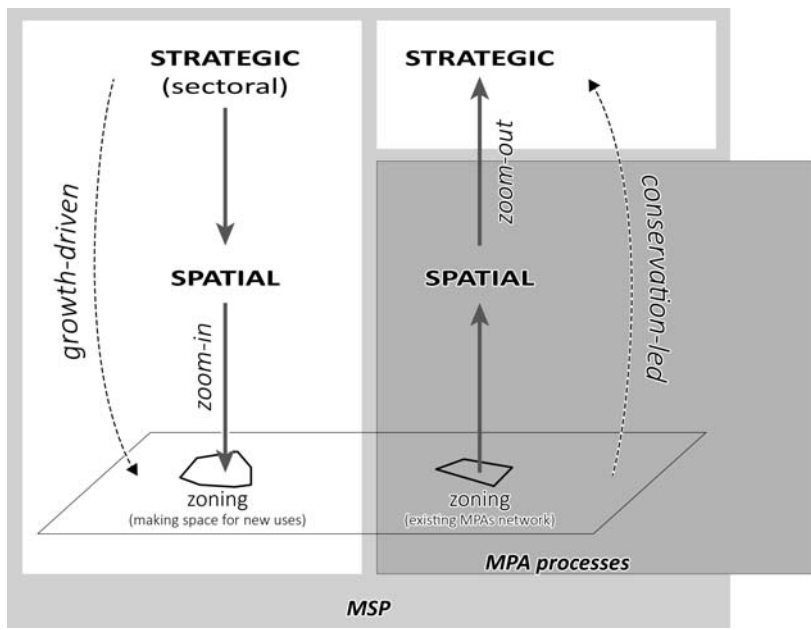 STRATEGIC
(sectoral)
growth-driven
SPATIAL
zoom-in
zoning
(making space for new uses)
STRATEGIC
zoom-out
conservation-led
SPATIAL
zoning
(existing MPAs network)
MPA processes
MSP